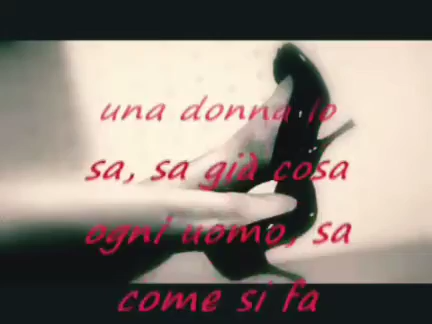 una donna lo
sa, sa già cosa
ogni uomo, sa
come si fa